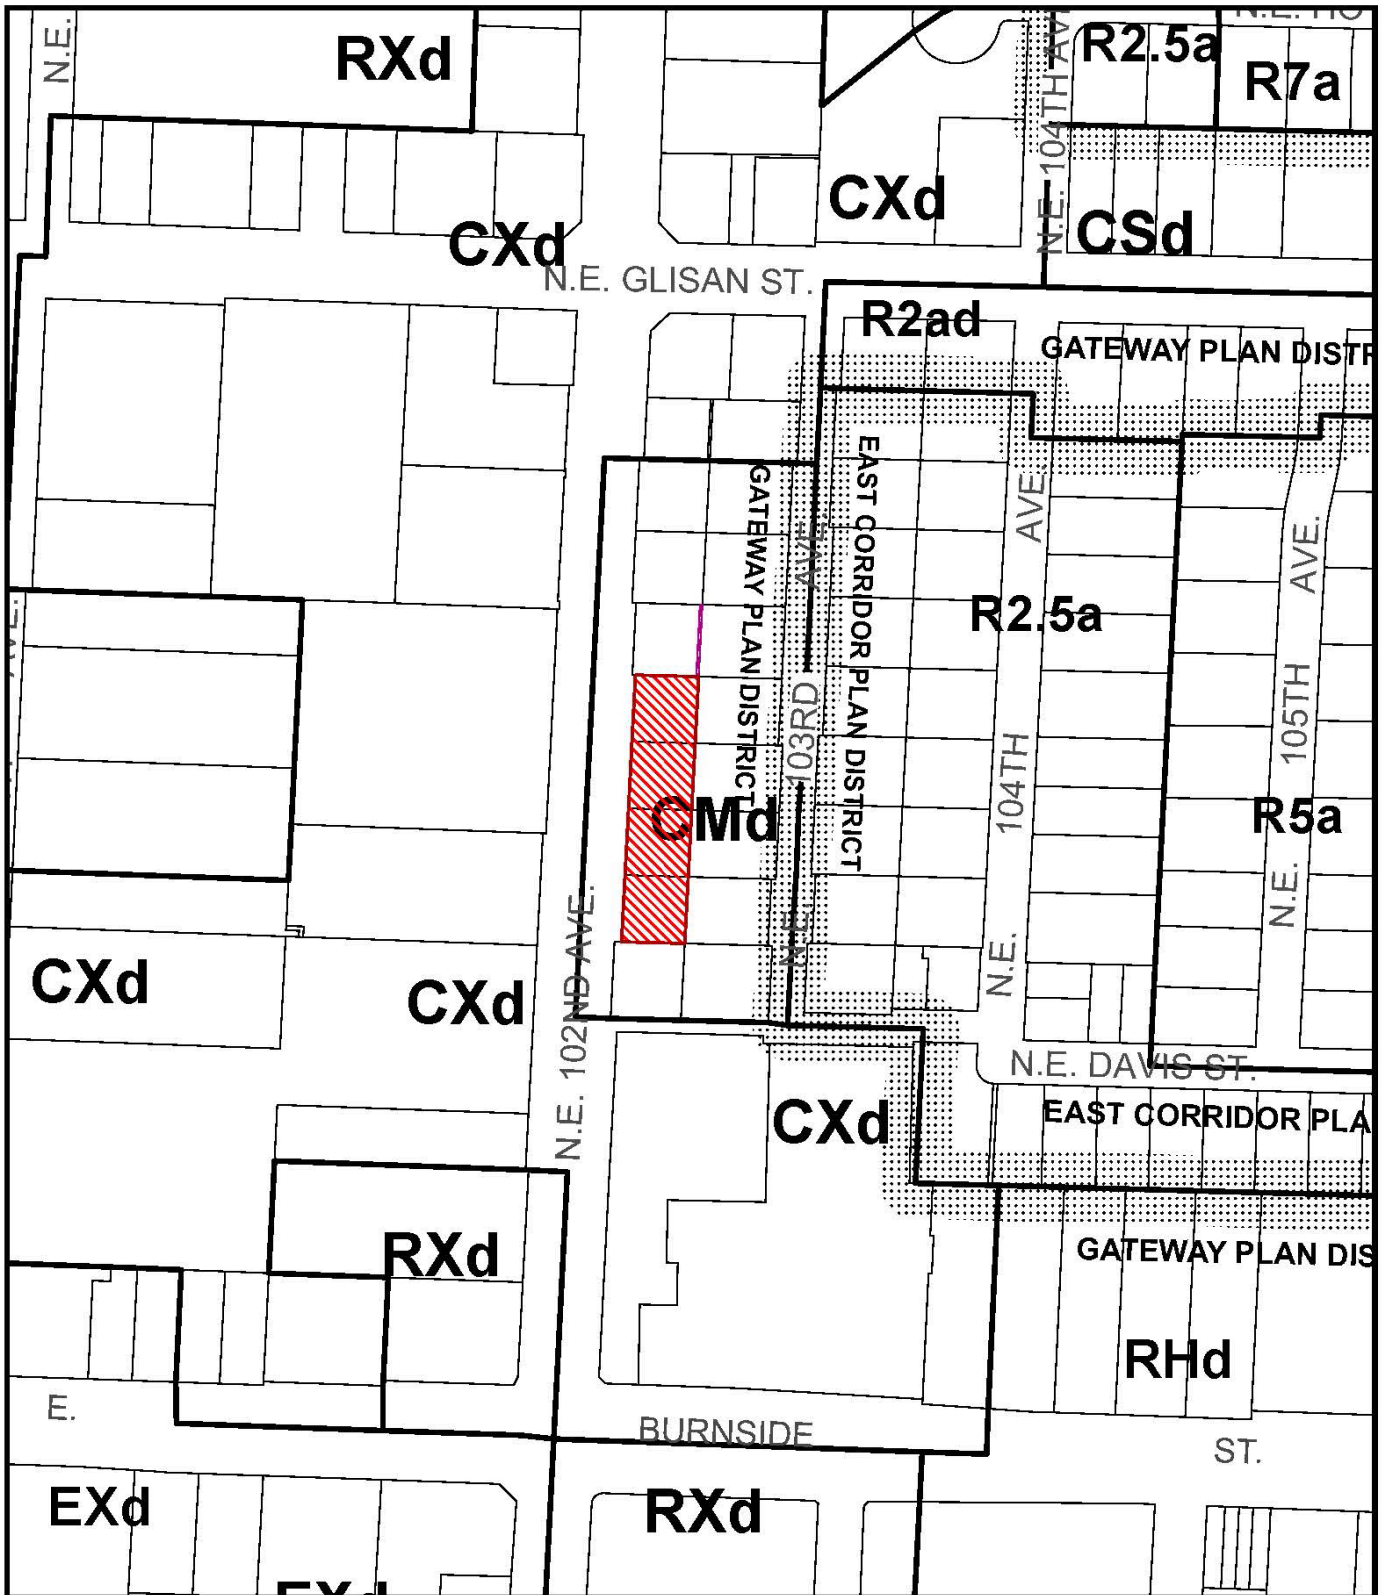 N.E.
RXd
N.E. 104TH AVE
R2.5a
R7a
CXd
CXd
CSd
N.E. GLISAN ST.
R2ad
GATEWAY PLAN DISTR
GATEWAY PLAN DISTRICT
N.E. 103RD AVE.
EAST CORRIDOR PLAN DISTRICT
N.E. 104TH AVE.
R2.5a
N.E. 105TH AVE.
R5a
CMd
AVE.
CXd
CXd
N.E. 102ND AVE.
N.E. DAVIS ST.
EAST CORRIDOR PLA
CXd
GATEWAY PLAN DIS
RXd
RHd
E. BURNSIDE ST.
EXd
RXd
EXd